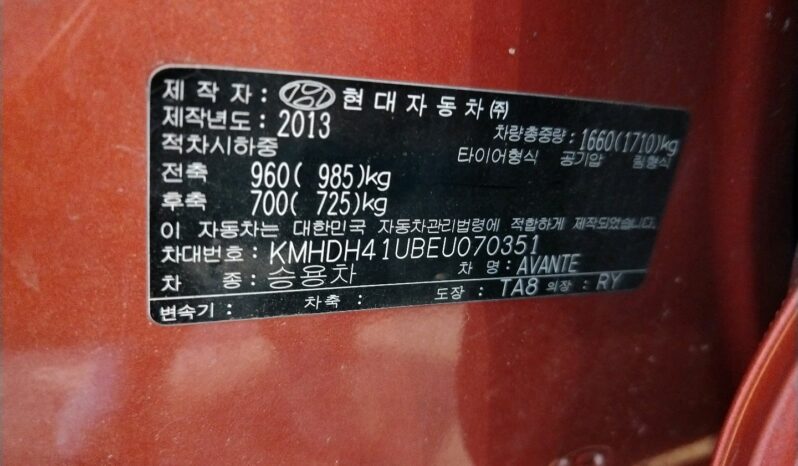 제 작 자 : 현 대 자 동 차 ㈜
제작년도 : 2013 차량총중량 : 1660(1710)kg
적차시하중 타이어형식 공기압 림형식
전축 960( 985)kg
후축 700( 725)kg
이 자동차는 대한민국 자동차관리법령에 적합하게 제작되었습니다.
차대번호 : KMHDH41UBEU070351
차 종 : 승용차 차 명 : AVANTE
변속기 : 차축 : 도장 : TA8 의장 : RY